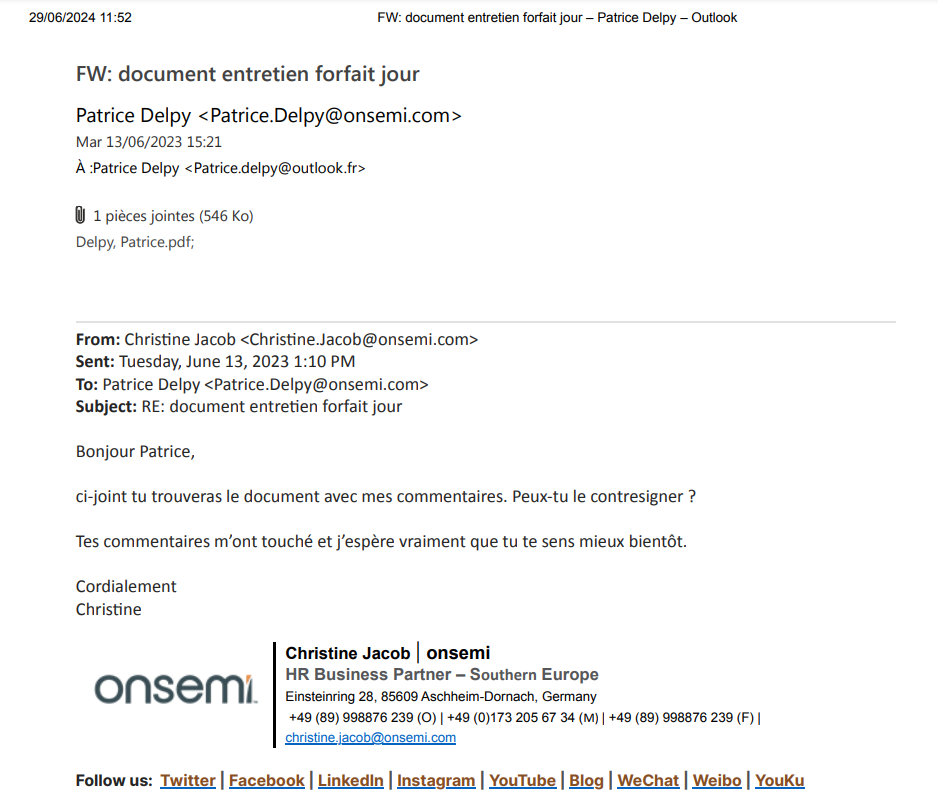 29/06/2024 11:52
FW: document entretien forfait jour – Patrice Delpy – Outlook
FW: document entretien forfait jour
Patrice Delpy <Patrice.Delpy@onsemi.com>
Mar 13/06/2023 15:21
À :Patrice Delpy <Patrice.delpy@outlook.fr>
1 pièces jointes (546 Ko)
Delpy, Patrice.pdf;
From: Christine Jacob <Christine.Jacob@onsemi.com>
Sent: Tuesday, June 13, 2023 1:10 PM
To: Patrice Delpy <Patrice.Delpy@onsemi.com>
Subject: RE: document entretien forfait jour
Bonjour Patrice,
ci-joint tu trouveras le document avec mes commentaires. Peux-tu le contresigner ?
Tes commentaires m’ont touché et j’espère vraiment que tu te sens mieux bientôt.
Cordialement
Christine
onsemi
Christine Jacob | onsemi
HR Business Partner – Southern Europe
Einsteinring 28, 85609 Aschheim-Dornach, Germany
+49 (89) 998876 239 (O) | +49 (0)173 205 67 34 (M) | +49 (89) 998876 239 (F) |
christine.jacob@onsemi.com
Follow us: Twitter | Facebook | LinkedIn | Instagram | YouTube | Blog | WeChat | Weibo | YouKu